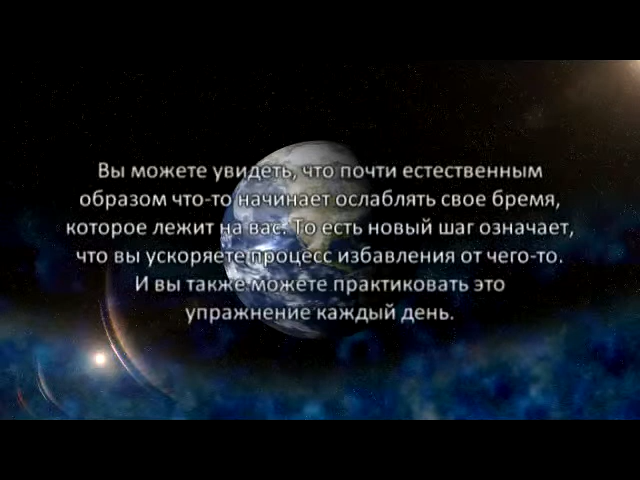 Вы можете увидеть, что почти естественным
образом что-то начинает ослаблять свое бремя,
которое лежит на вас. То есть новый шаг означает,
что вы ускоряете процесс избавления от чего-то.
И вы также можете практиковать это
упражнение каждый день.